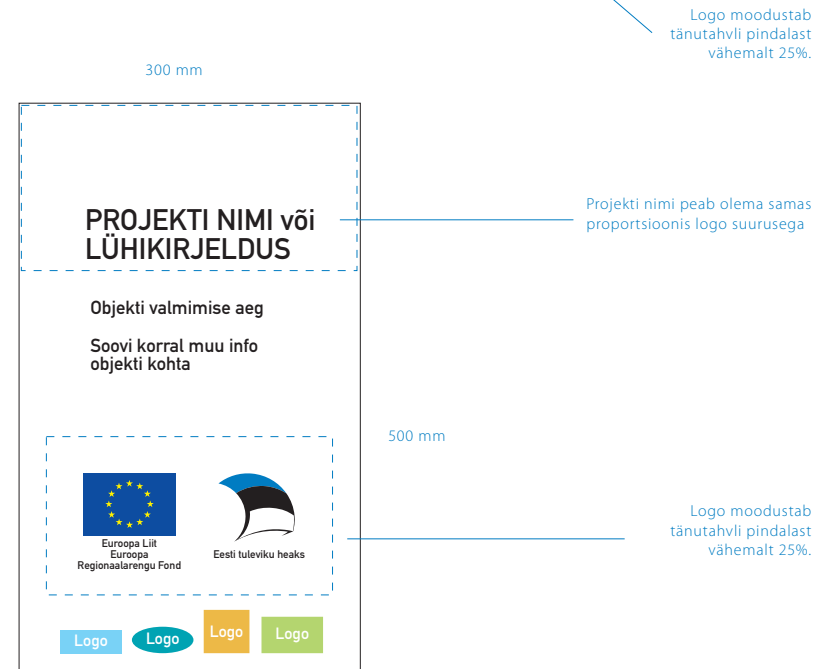 Logo moodustab
tänutahvli pindalast
vähemalt 25%.
300 mm
PROJEKTI NIMI või
LÜHIKIRJELDUS
Projekti nimi peab olema samas
proportsioonis logo suurusega
Objekti valmimise aeg
Soovi korral muu info
objekti kohta
500 mm
Euroopa Liit
Euroopa
Regionaalarengu Fond
Eesti tuleviku heaks
Logo moodustab
tänutahvli pindalast
vähemalt 25%.
Logo
Logo
Logo
Logo